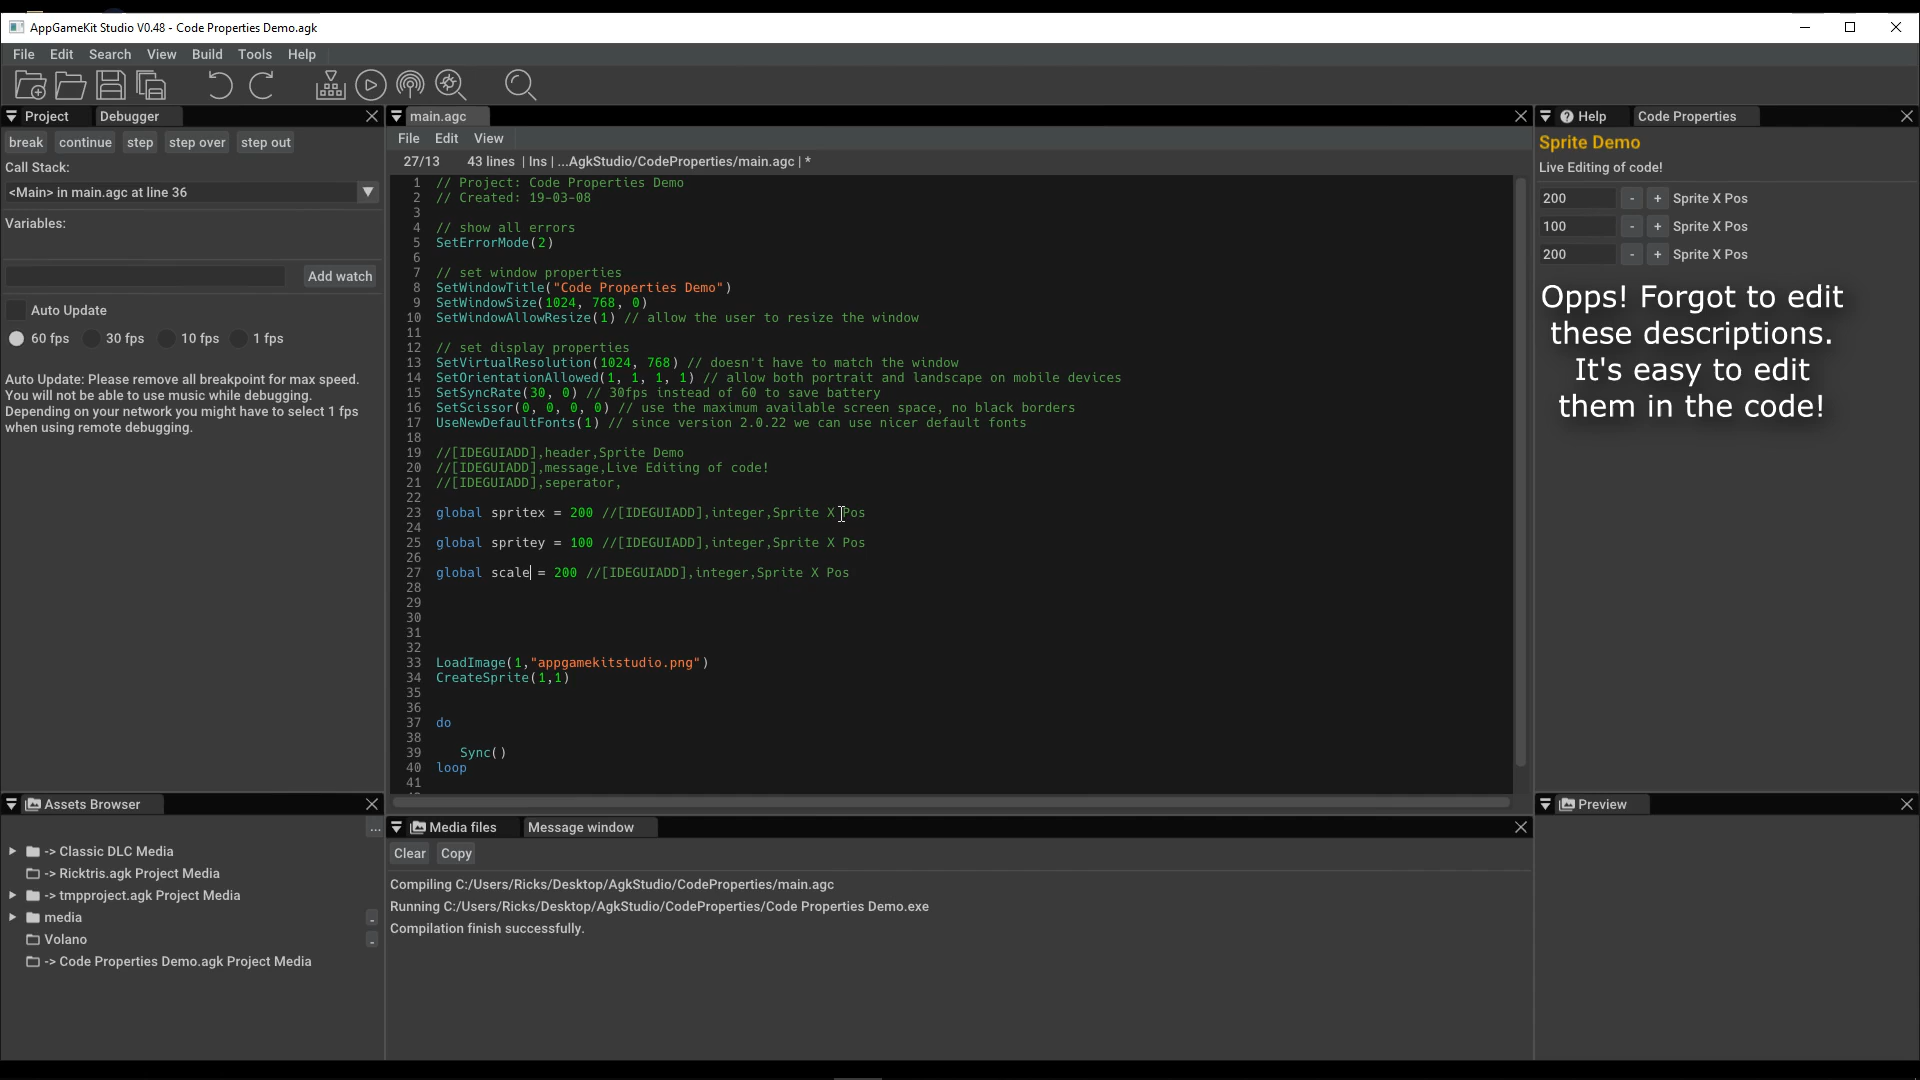 AppGameKit Studio V0.48 - Code Properties Demo.agk
File Edit Search View Build Tools Help
Project Debugger
break continue step step over step out
Call Stack:
<Main> in main.agc at line 36
Variables:
Add watch
Auto Update
60 fps 30 fps 10 fps 1 fps
Auto Update: Please remove all breakpoint for max speed.
You will not be able to use music while debugging.
Depending on your network you might have to select 1 fps
when using remote debugging.
main.agc
File Edit View
27/13 43 lines | Ins | ...AgkStudio/CodeProperties/main.agc | *
1 // Project: Code Properties Demo
2 // Created: 19-03-08
3
4 // show all errors
5 SetErrorMode(2)
6
7 // set window properties
8 SetWindowTitle("Code Properties Demo")
9 SetWindowSize(1024, 768, 0)
10 SetWindowAllowResize(1) // allow the user to resize the window
11
12 // set display properties
13 SetVirtualResolution(1024, 768) // doesn't have to match the window
14 SetOrientationAllowed(1, 1, 1, 1) // allow both portrait and landscape on mobile devices
15 SetSyncRate(30, 0) // 30fps instead of 60 to save battery
16 SetScissor(0, 0, 0, 0) // use the maximum available screen space, no black borders
17 UseNewDefaultFonts(1) // since version 2.0.22 we can use nicer default fonts
18
19 //[IDEGUIADD],header,Sprite Demo
20 //[IDEGUIADD],message,Live Editing of code!
21 //[IDEGUIADD],seperator,
22
23 global spritex = 200 //[IDEGUIADD],integer,Sprite X Pos
24
25 global spritey = 100 //[IDEGUIADD],integer,Sprite X Pos
26
27 global scale = 200 //[IDEGUIADD],integer,Sprite X Pos
28
29
30
31
32
33 LoadImage(1,"appgamekitstudio.png")
34 CreateSprite(1,1)
35
36
37 do
38
39 Sync()
40 loop
41
Help Code Properties
Sprite Demo
Live Editing of code!
200 - + Sprite X Pos
100 - + Sprite X Pos
200 - + Sprite X Pos
Opps! Forgot to edit
these descriptions.
It's easy to edit
them in the code!
Assets Browser
...
-> Classic DLC Media
-> Ricktris.agk Project Media
-> tmpproject.agk Project Media
media
Volano
-> Code Properties Demo.agk Project Media
Media files Message window
Clear Copy
Compiling C:/Users/Ricks/Desktop/AgkStudio/CodeProperties/main.agc
Running C:/Users/Ricks/Desktop/AgkStudio/CodeProperties/Code Properties Demo.exe
Compilation finish successfully.
Preview